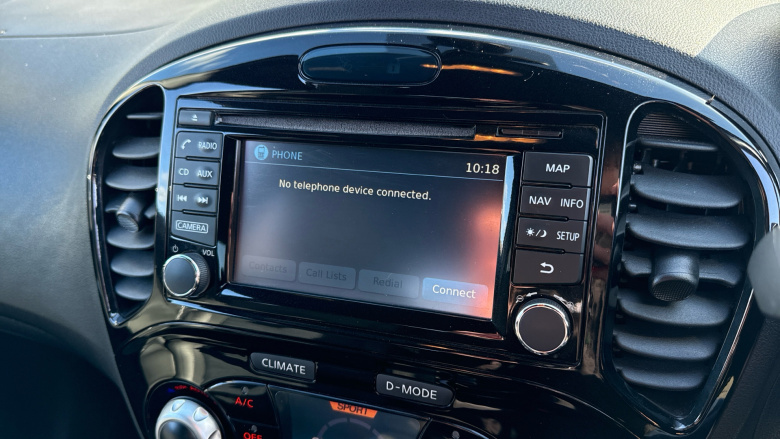 PHONE
10:18
No telephone device connected.
Contacts
Call Lists
Redial
Connect
RADIO
CD AUX
CAMERA
VOL
MAP
NAV INFO
SETUP
CLIMATE
D-MODE
A/C
SPORT
OFF